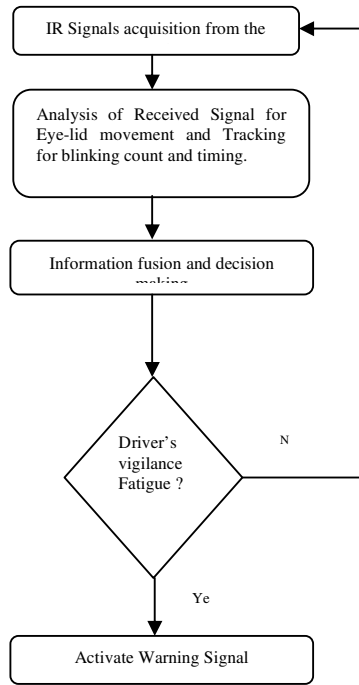 IR Signals acquisition from the
Analysis of Received Signal for
Eye-lid movement and Tracking
for blinking count and timing.
Information fusion and decision
making
Driver's
vigilance
Fatigue ?
N
Ye
Activate Warning Signal